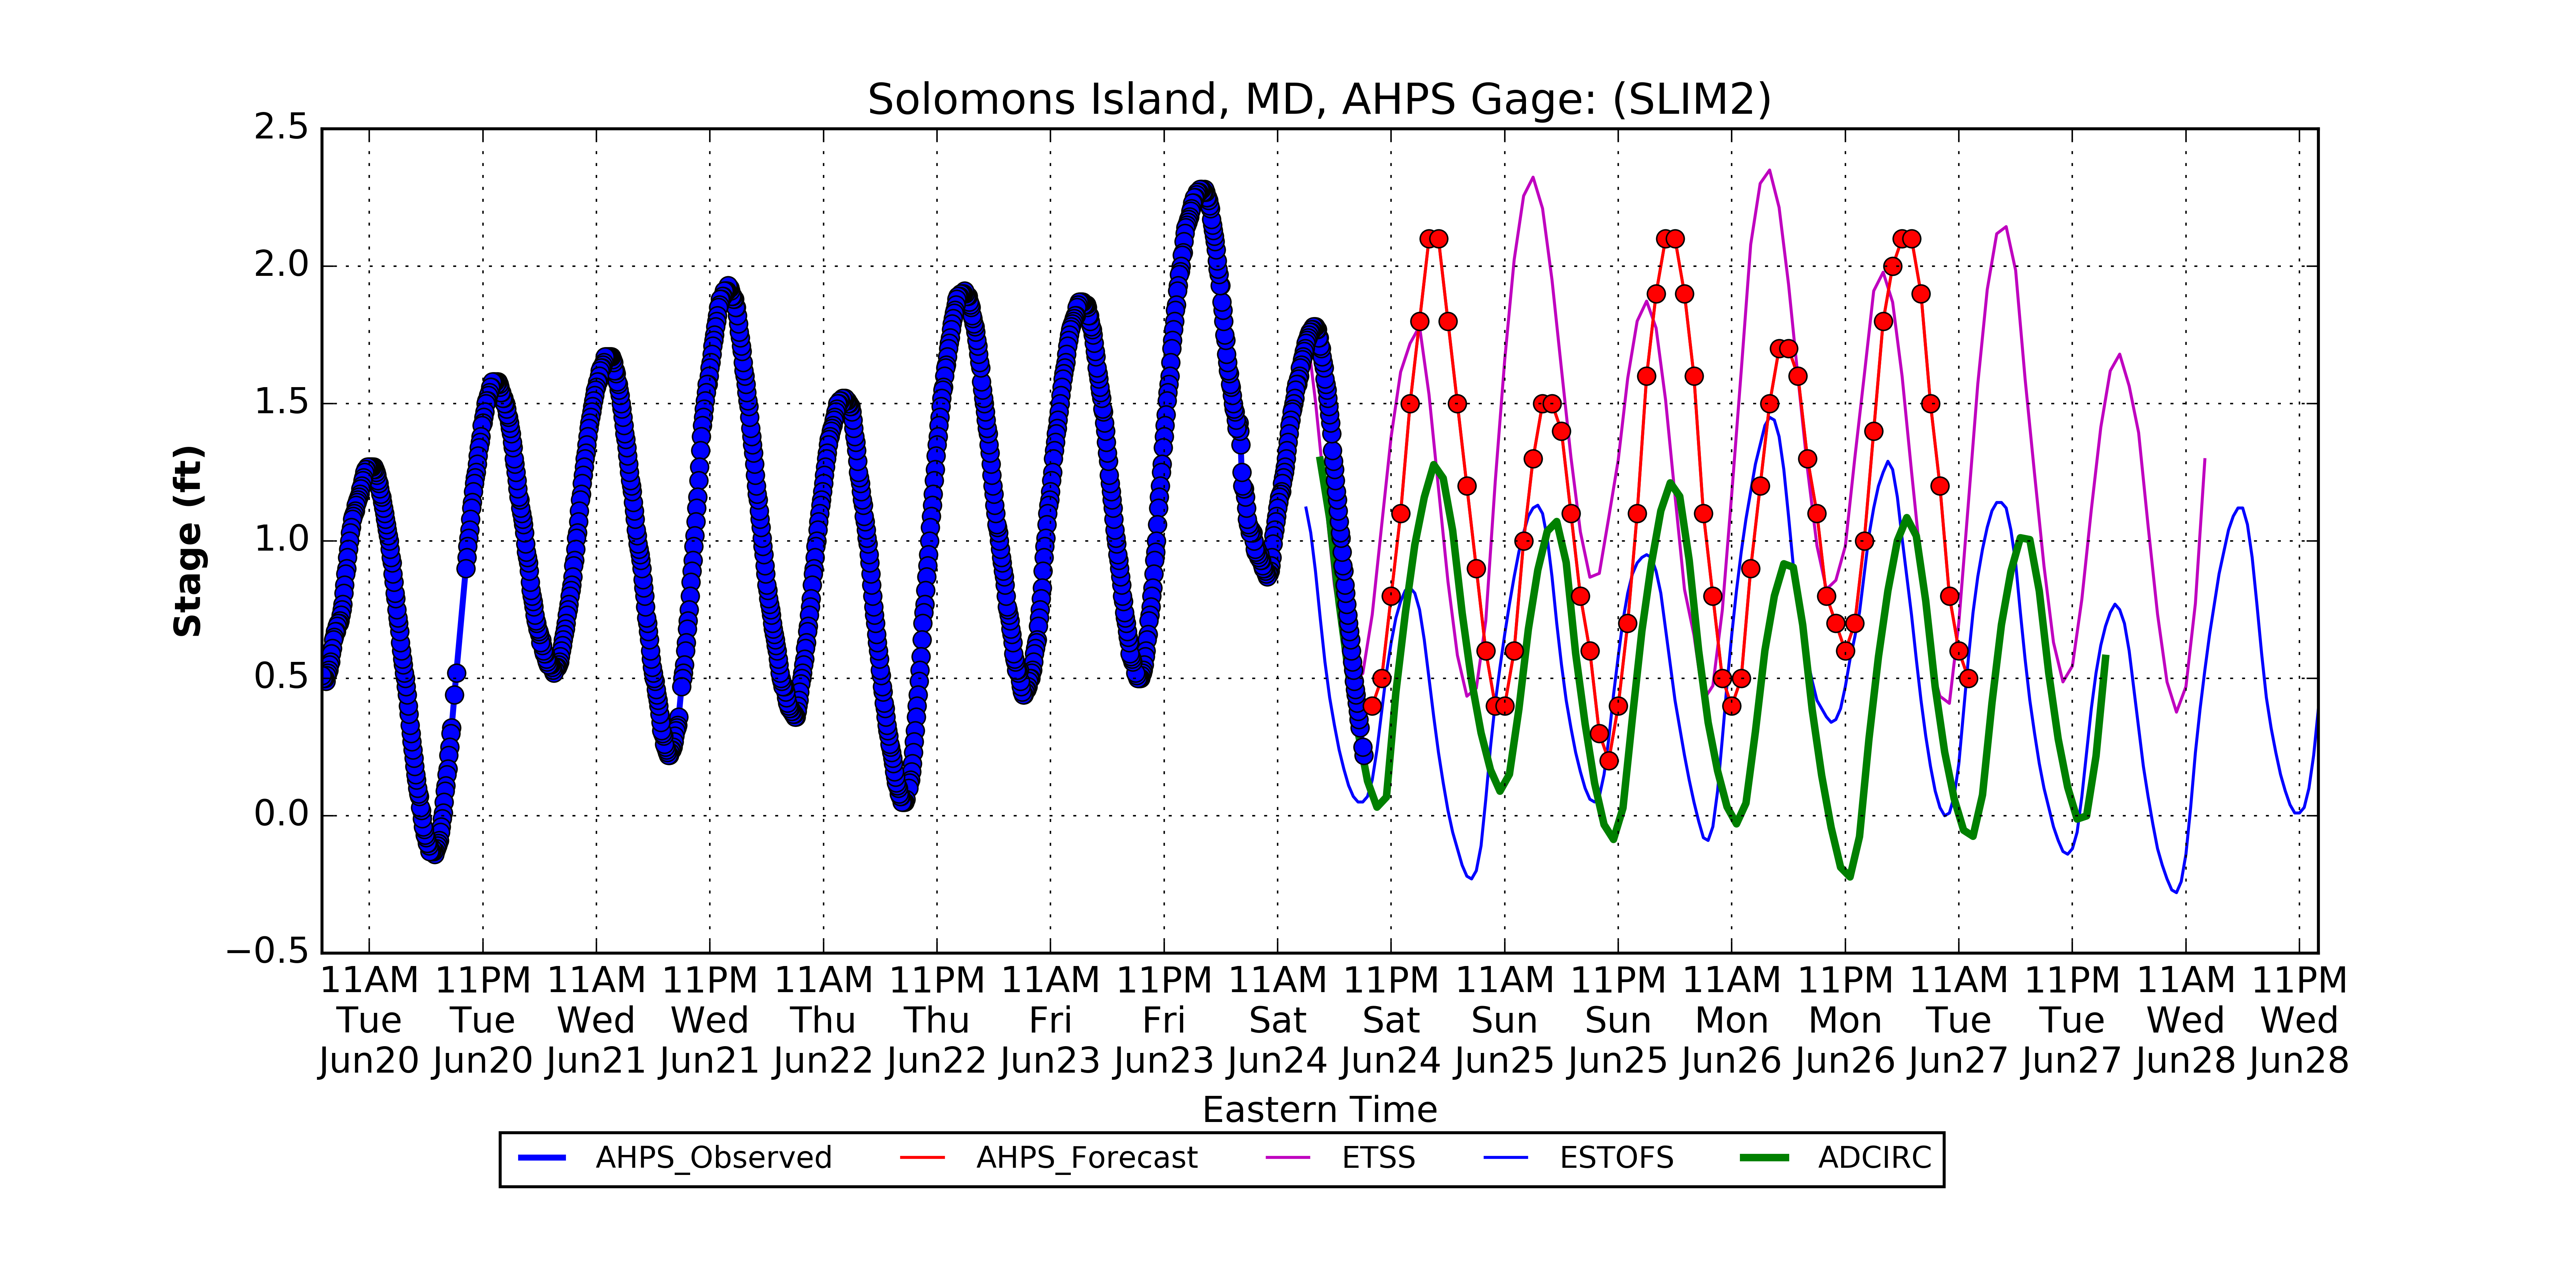 Solomons Island, MD, AHPS Gage: (SLIM2)
2.5
2.0
1.5
1.0
0.5
0.0
−0.5
Stage (ft)
11AM 11PM 11AM 11PM 11AM 11PM 11AM 11PM 11AM 11PM 11AM 11PM 11AM 11PM 11AM 11PM 11AM 11PM
Tue Tue Wed Wed Thu Thu Fri Fri Sat Sat Sun Sun Mon Mon Tue Tue Wed Wed
Jun20 Jun20 Jun21 Jun21 Jun22 Jun22 Jun23 Jun23 Jun24 Jun24 Jun25 Jun25 Jun26 Jun26 Jun27 Jun27 Jun28 Jun28
Eastern Time
AHPS_Observed AHPS_Forecast ETSS ESTOFS ADCIRC